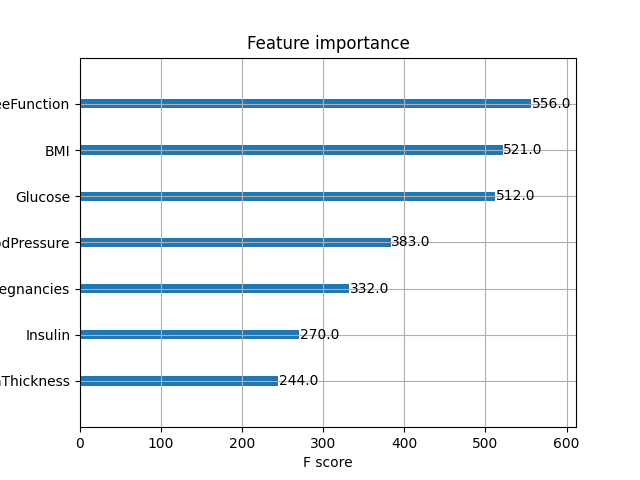 Feature importance
eeFunction 556.0
BMI 521.0
Glucose 512.0
dPressure 383.0
egnancies 332.0
Insulin 270.0
Thickness 244.0
0 100 200 300 400 500 600
F score